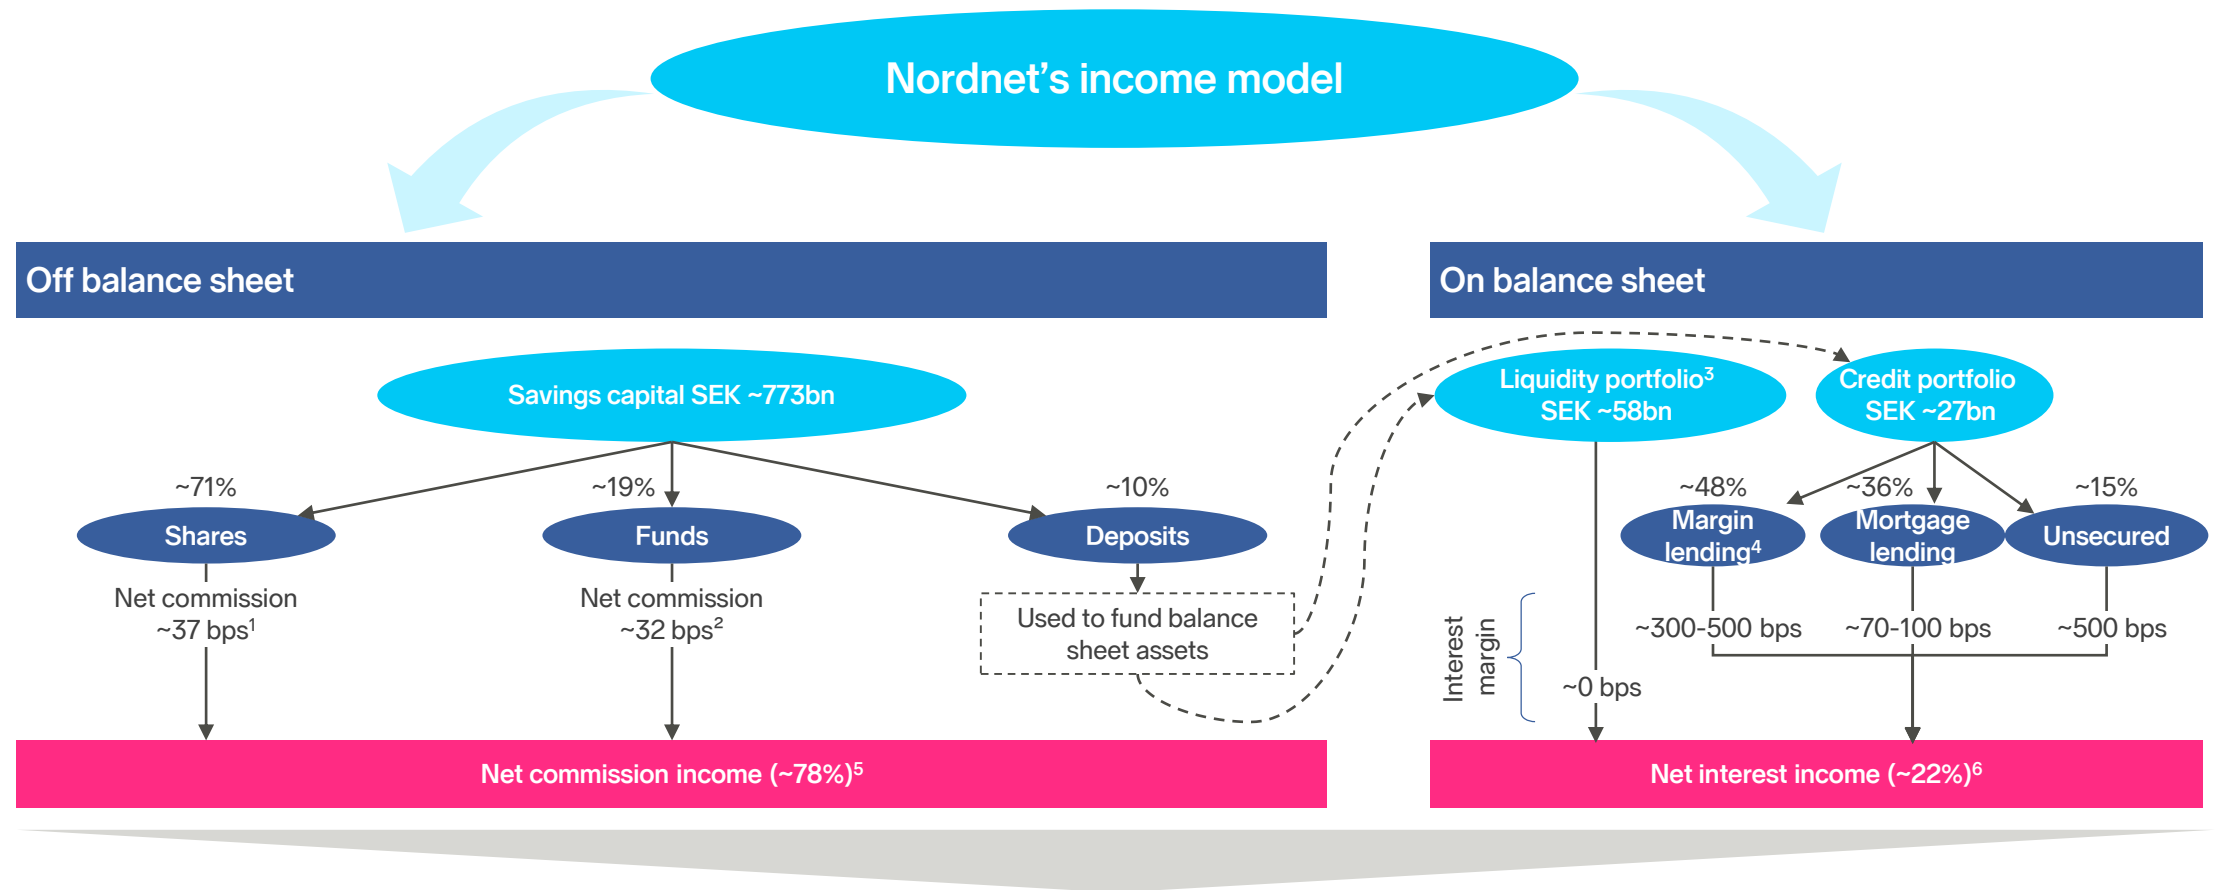 Nordnet’s income model
Off balance sheet
On balance sheet
Savings capital SEK ~773bn
~71%
Shares
Net commission
~37 bps¹
~19%
Funds
Net commission
~32 bps²
~10%
Deposits
Used to fund balance
sheet assets
Liquidity portfolio³
SEK ~58bn
Credit portfolio
SEK ~27bn
~48%
Margin
lending⁴
~36%
Mortgage
lending
~15%
Unsecured
Interest
margin
~0 bps
~300-500 bps
~70-100 bps
~500 bps
Net commission income (~78%)⁵
Net interest income (~22%)⁶